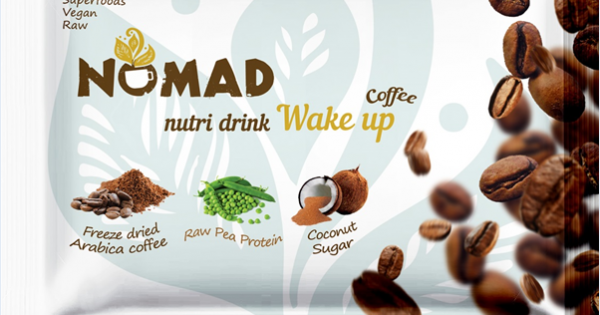 Superfoods
Vegan
Raw
NOMAD
Coffee
nutri drink Wake up
Freeze dried
Arabica coffee
Raw Pea Protein
Coconut
Sugar